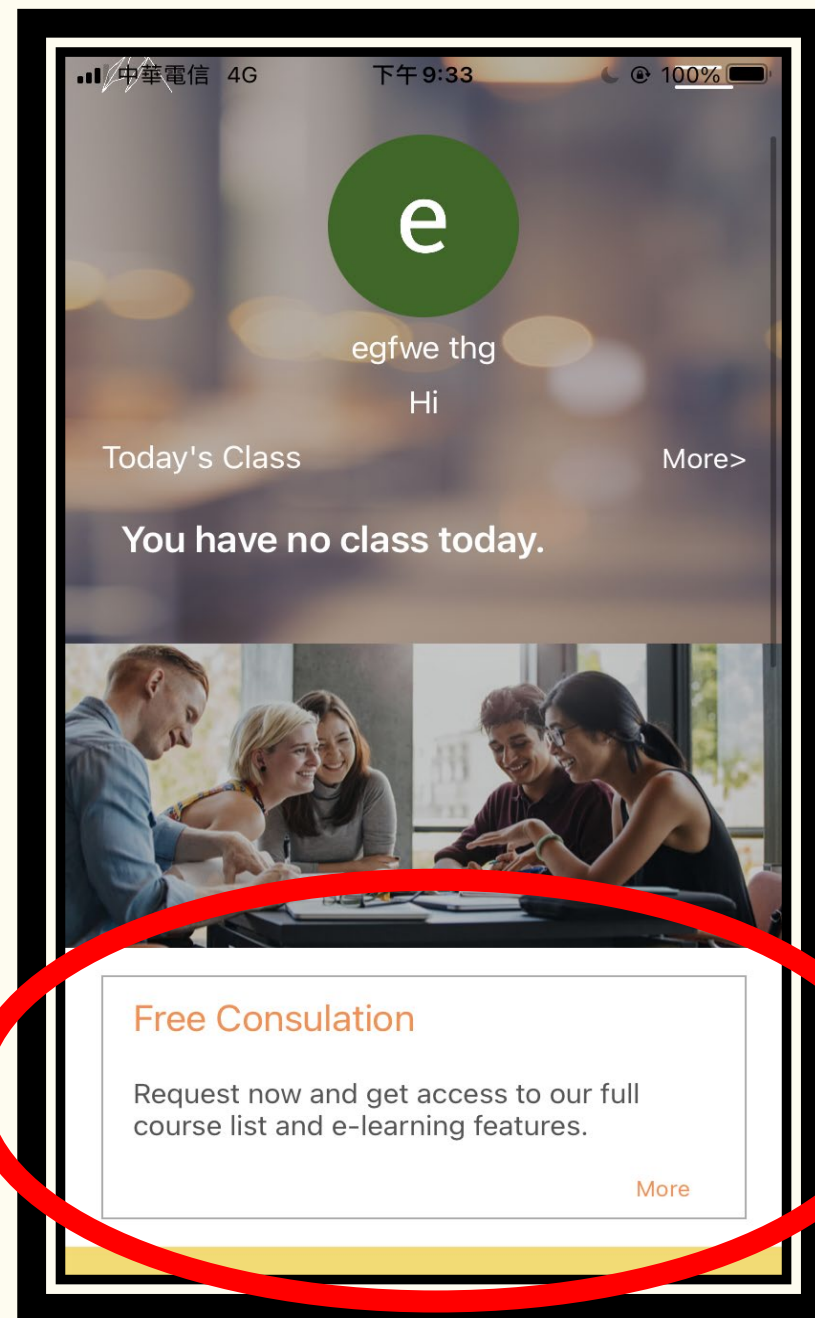 中華電信 4G 下午9:33 100%
e
egfwe thg
Hi
Today's Class More>
You have no class today.
Free Consulation
Request now and get access to our full
course list and e-learning features.
More